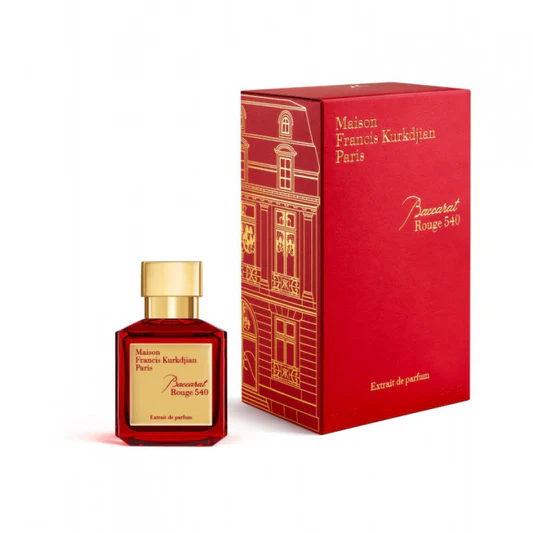 Maison
Francis Kurkdjian
Paris
Baccarat
Rouge 540
Extrait de parfum
Maison
Francis Kurkdjian
Paris
Baccarat
Rouge 540
Extrait de parfum